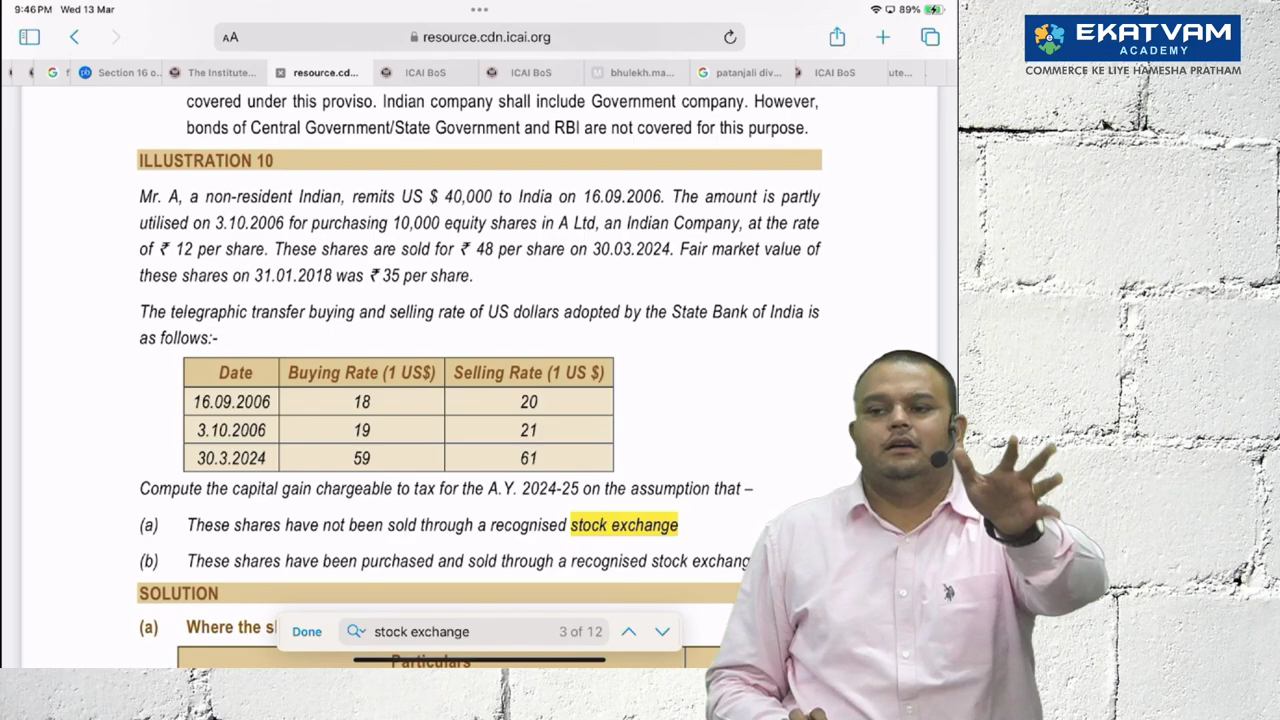 9:46 PM Wed 13 Mar
89%
AA
resource.cdn.icai.org
Section 16 o...
The Institute...
resource.cd...
ICAI BoS
ICAI BoS
bhulekh.ma...
patanjali div...
ICAI BoS
ute...
EKATVAM
ACADEMY
COMMERCE KE LIYE HAMESHA PRATHAM
covered under this proviso. Indian company shall include Government company. However,
bonds of Central Government/State Government and RBI are not covered for this purpose.
ILLUSTRATION 10
Mr. A, a non-resident Indian, remits US $ 40,000 to India on 16.09.2006. The amount is partly
utilised on 3.10.2006 for purchasing 10,000 equity shares in A Ltd, an Indian Company, at the rate
of ₹ 12 per share. These shares are sold for ₹ 48 per share on 30.03.2024. Fair market value of
these shares on 31.01.2018 was ₹ 35 per share.
The telegraphic transfer buying and selling rate of US dollars adopted by the State Bank of India is
as follows:-
Date Buying Rate (1 US$) Selling Rate (1 US $)
16.09.2006 18 20
3.10.2006 19 21
30.3.2024 59 61
Compute the capital gain chargeable to tax for the A.Y. 2024-25 on the assumption that –
(a) These shares have not been sold through a recognised stock exchange
(b) These shares have been purchased and sold through a recognised stock exchang
SOLUTION
(a) Where the s
Done stock exchange 3 of 12
Particulars